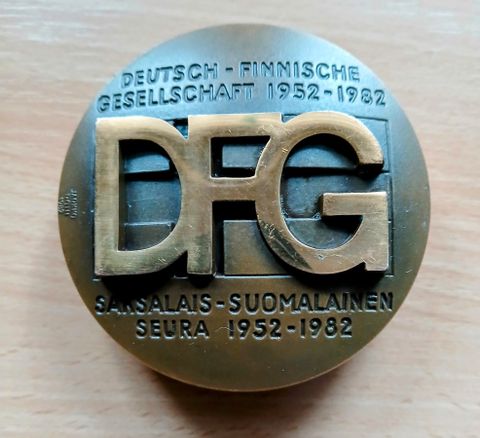 DEUTSCH-FINNISCHE
GESELLSCHAFT 1952-1982
DFG
SAKSALAIS-SUOMALAINEN
SEURA 1952-1982